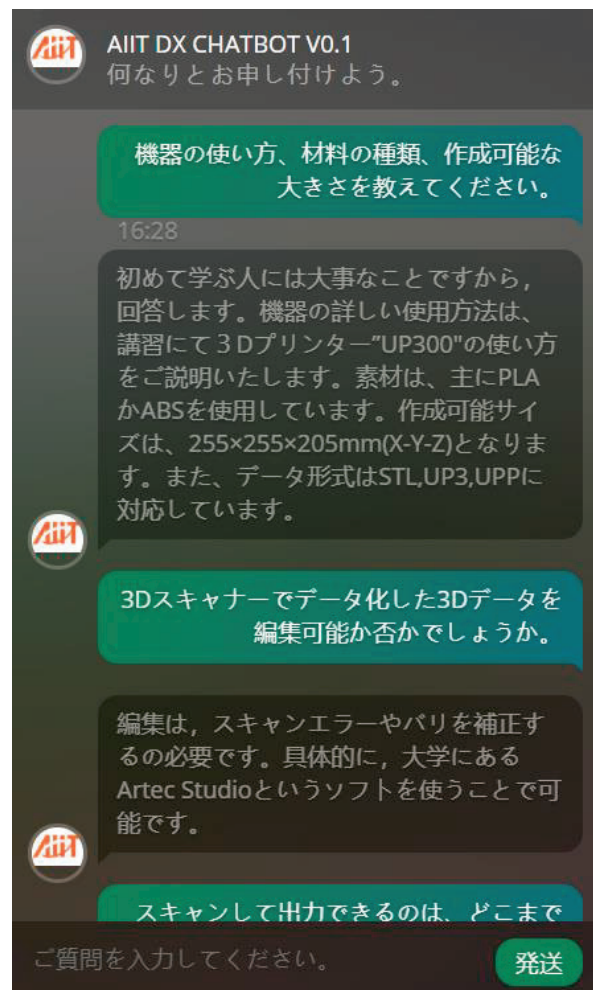 AiiT
AIIT DX CHATBOT V0.1
何なりとお申し付けよう。
機器の使い方、材料の種類、作成可能な
大きさを教えてください。
16:28
初めて学ぶ人には大事なことですから，
回答します。機器の詳しい使用方法は、
講習にて３Dプリンター”UP300"の使い方
をご説明いたします。素材は、主にPLA
かABSを使用しています。作成可能サイ
ズは、255×255×205mm(X-Y-Z)となりま
す。また、データ形式はSTL,UP3,UPPに
対応しています。
AiiT
3Dスキャナーでデータ化した3Dデータを
編集可能か否かでしょうか。
編集は，スキャンエラーやバリを補正す
るの必要です。具体的に，大学にある
Artec Studioというソフトを使うことで可
能です。
AiiT
スキャンして出力できるのは、どこまで
ご質問を入力してください。
発送